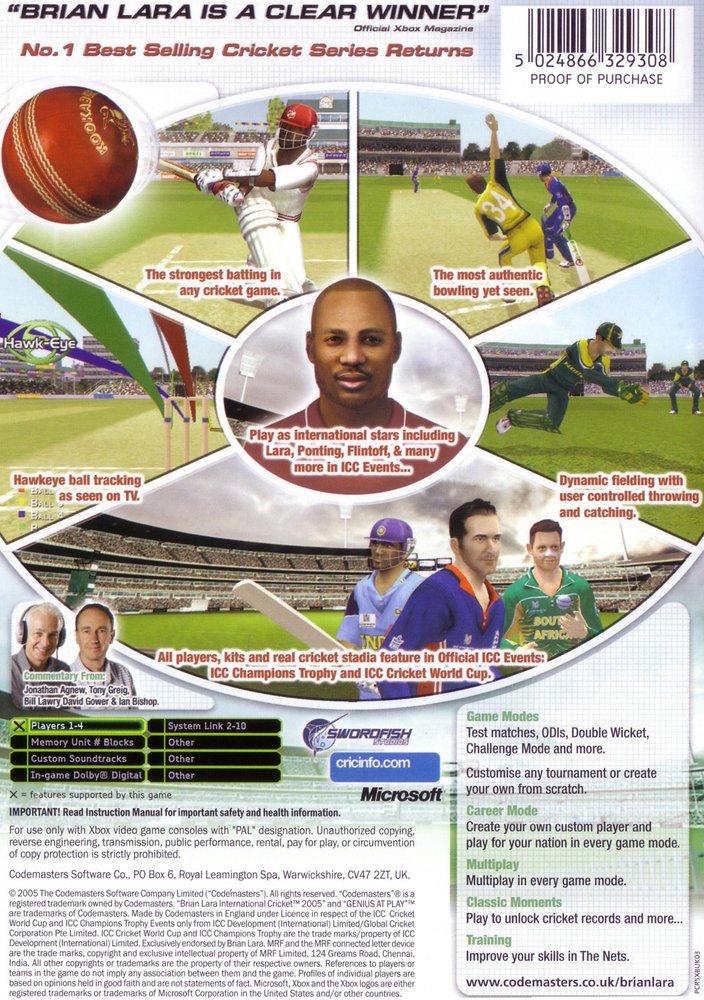 "BRIAN LARA IS A CLEAR WINNER"
Official Xbox Magazine
No.1 Best Selling Cricket Series Returns
5 024866 329308
PROOF OF PURCHASE
KOOKABU
34
The strongest batting in
any cricket game.
The most authentic
bowling yet seen.
Hawk-Eye
Play as international stars including
Lara, Ponting, Flintoff, & many
more in ICC Events...
Hawkeye ball tracking
as seen on TV.
Dynamic fielding with
user controlled throwing
and catching.
IND
SOUTH
AFRICA
All players, kits and real cricket stadia feature in Official ICC Events:
ICC Champions Trophy and ICC Cricket World Cup.
Commentary From:
Jonathan Agnew, Tony Greig,
Bill Lawry David Gower & Ian Bishop.
X Players 1-4
System Link 2-10
Memory Unit # Blocks
Other
Custom Soundtracks
Other
In-game Dolby® Digital
Other
X = features supported by this game
SWORDFISH
STUDIOS
cricinfo.com
Microsoft
IMPORTANT! Read Instruction Manual for important safety and health information.
For use only with Xbox video game consoles with "PAL" designation. Unauthorized copying,
reverse engineering, transmission, public performance, rental, pay for play, or circumvention
of copy protection is strictly prohibited.
Codemasters Software Co., PO Box 6, Royal Leamington Spa, Warwickshire, CV47 2ZT, UK.
© 2005 The Codemasters Software Company Limited ("Codemasters"). All rights reserved. "Codemasters"® is a
registered trademark owned by Codemasters. "Brian Lara International Cricket™ 2005" and "GENIUS AT PLAY"™
are trademarks of Codemasters. Made by Codemasters in England under Licence in respect of the ICC Cricket
World Cup and ICC Champions Trophy Events only from ICC Development (International) Limited/Global Cricket
Corporation Pte Limited. ICC Cricket World Cup and ICC Champions Trophy are the trade marks/property of ICC
Development (International) Limited. Exclusively endorsed by Brian Lara. MRF and the MRF connected letter device
are the trade marks, copyright and exclusive intellectual property of MRF Limited, 124 Greams Road, Chennai,
India. All other copyrights or trademarks are the property of their respective owners. References to players or
teams in the game do not imply any association between them and the game. Profiles of individual players are
based on opinions held in good faith and are not statements of fact. Microsoft, Xbox and the Xbox logos are either
registered trademarks or trademarks of Microsoft Corporation in the United States and/or other countries.
Game Modes
Test matches, ODIs, Double Wicket,
Challenge Mode and more.
Customise any tournament or create
your own from scratch.
Career Mode
Create your own custom player and
play for your nation in every game mode.
Multiplay
Multiplay in every game mode.
Classic Moments
Play to unlock cricket records and more...
Training
Improve your skills in The Nets.
www.codemasters.co.uk/brianlara
PCR5XBUK03